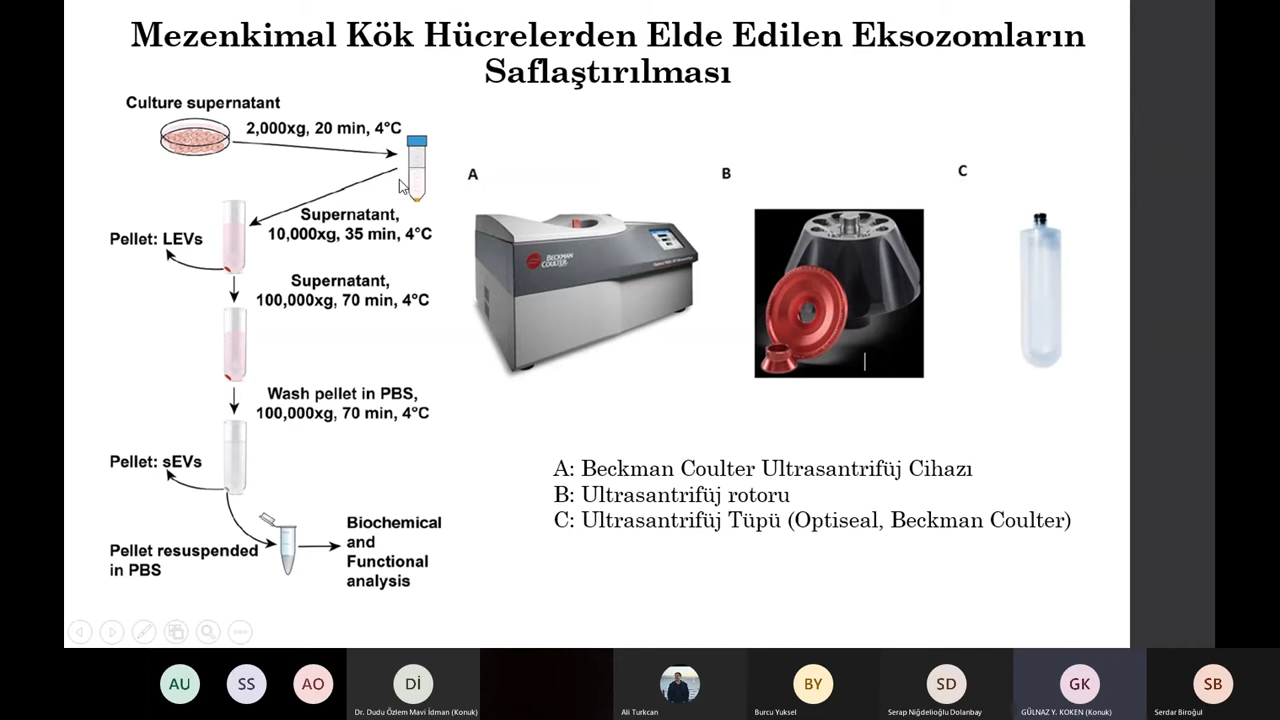 Mezenkimal Kök Hücrelerden Elde Edilen Eksozomların
Saflaştırılması
Culture supernatant
2,000xg, 20 min, 4°C
Supernatant,
10,000xg, 35 min, 4°C
Pellet: LEVs
Supernatant,
100,000xg, 70 min, 4°C
Wash pellet in PBS,
100,000xg, 70 min, 4°C
Pellet: sEVs
Pellet resuspended
in PBS
Biochemical
and
Functional
analysis
A
B
C
BECKMAN
COULTER
A: Beckman Coulter Ultrasantrifüj Cihazı
B: Ultrasantrifüj rotoru
C: Ultrasantrifüj Tüpü (Optiseal, Beckman Coulter)
AU
SS
AO
Dİ
BY
SD
GK
SB
Dr. Dudu Özlem Mavi İdman (Konuk)
Ali Turkcan
Burcu Yuksel
Serap Niğdelioğlu Dolanbay
GÜLNAZ Y. KOKEN (Konuk)
Serdar Biroğul